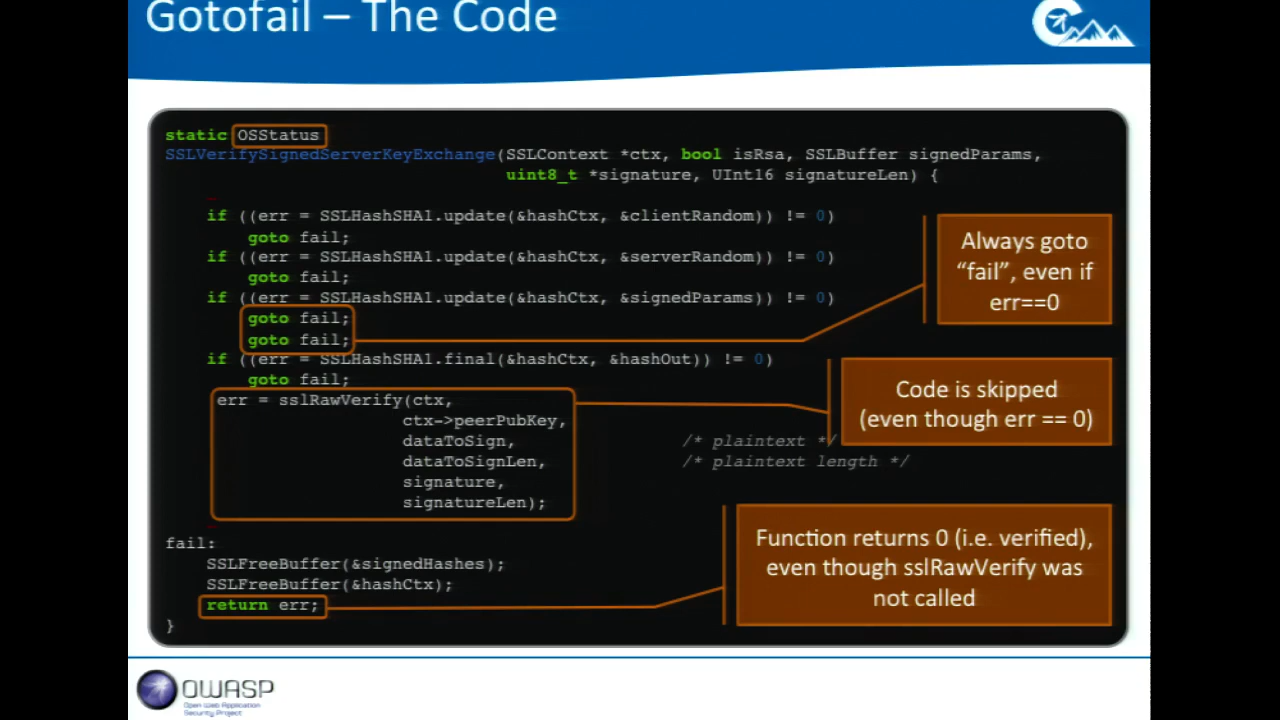 Gotofail – The Code
static OSStatus
SSLVerifySignedServerKeyExchange(SSLContext *ctx, bool isRsa, SSLBuffer signedParams,
uint8_t *signature, UInt16 signatureLen) {
if ((err = SSLHashSHA1.update(&hashCtx, &clientRandom)) != 0)
goto fail;
if ((err = SSLHashSHA1.update(&hashCtx, &serverRandom)) != 0)
goto fail;
if ((err = SSLHashSHA1.update(&hashCtx, &signedParams)) != 0)
goto fail;
goto fail;
if ((err = SSLHashSHA1.final(&hashCtx, &hashOut)) != 0)
goto fail;
err = sslRawVerify(ctx,
ctx->peerPubKey,
dataToSign, /* plaintext */
dataToSignLen, /* plaintext length */
signature,
signatureLen);
fail:
SSLFreeBuffer(&signedHashes);
SSLFreeBuffer(&hashCtx);
return err;
}
Always goto
“fail”, even if
err==0
Code is skipped
(even though err == 0)
Function returns 0 (i.e. verified),
even though sslRawVerify was
not called
OWASP
Open Web Application
Security Project